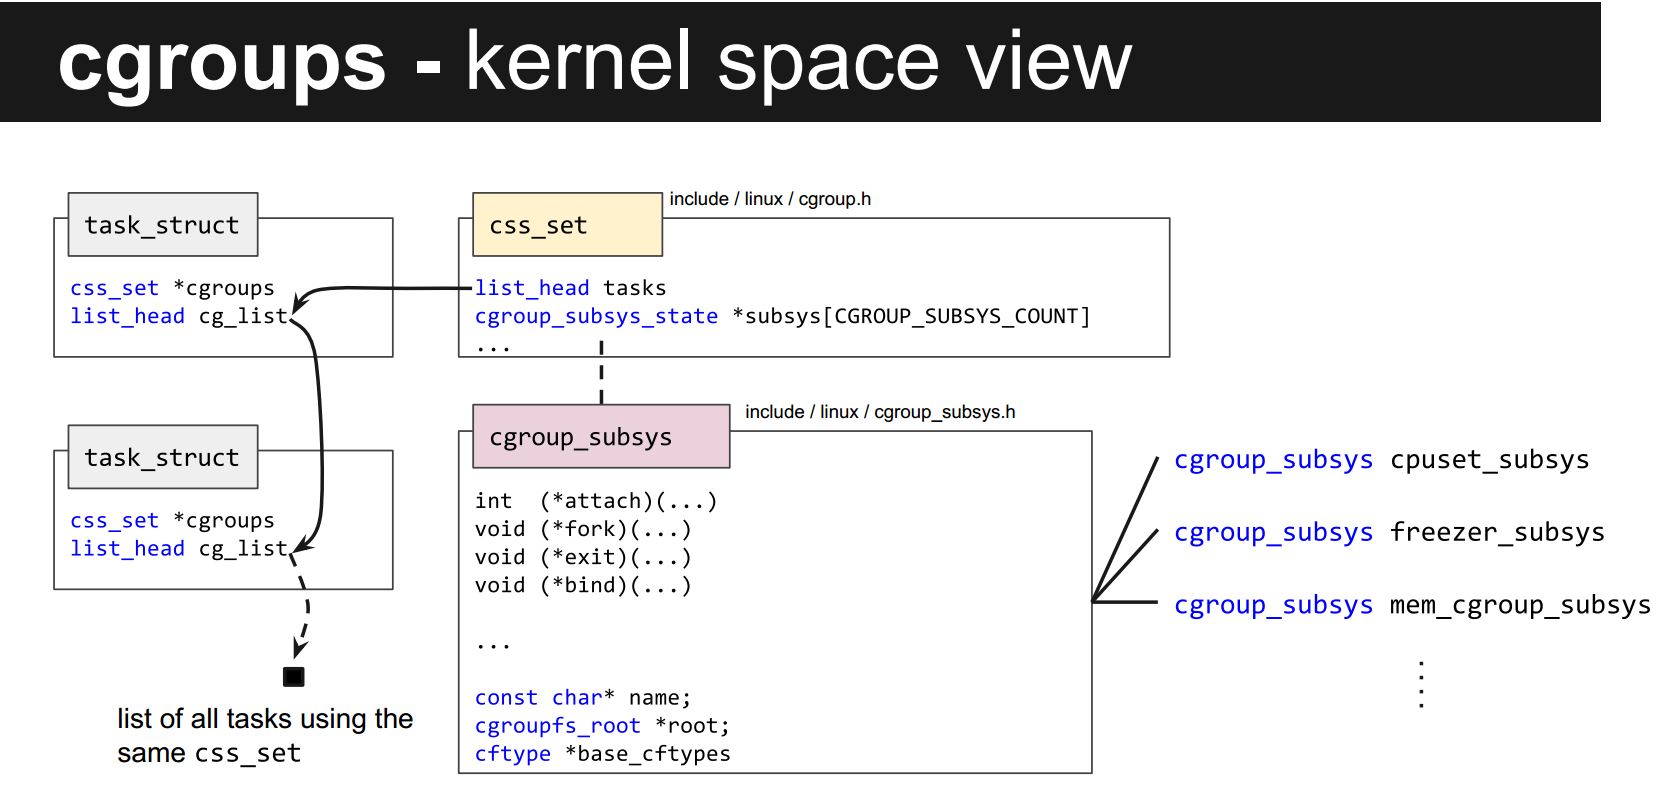 cgroups - kernel space view
task_struct
css_set *cgroups
list_head cg_list
task_struct
css_set *cgroups
list_head cg_list
list of all tasks using the
same css_set
css_set
include / linux / cgroup.h
list_head tasks
cgroup_subsys_state *subsys[CGROUP_SUBSYS_COUNT]
...
cgroup_subsys
include / linux / cgroup_subsys.h
int  (*attach)(...)
void (*fork)(...)
void (*exit)(...)
void (*bind)(...)
...
const char* name;
cgroupfs_root *root;
cftype *base_cftypes
cgroup_subsys cpuset_subsys
cgroup_subsys freezer_subsys
cgroup_subsys mem_cgroup_subsys